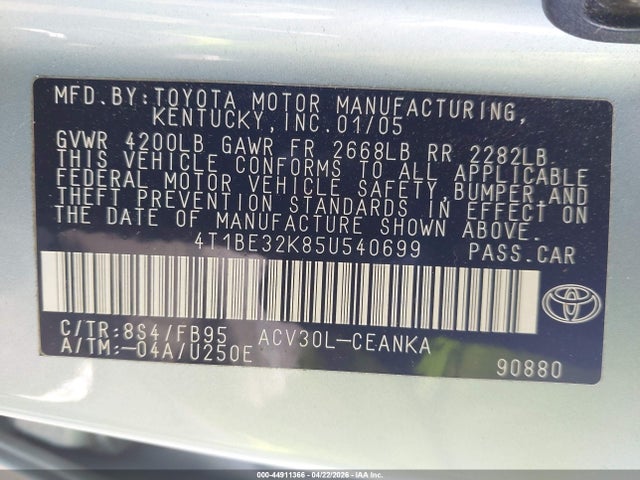 MFD.BY:TOYOTA MOTOR MANUFACTURING,
KENTUCKY,INC.01/05
GVWR 4200LB GAWR FR 2668LB RR 2282LB
THIS VEHICLE CONFORMS TO ALL APPLICABLE
FEDERAL MOTOR VEHICLE SAFETY,BUMPER,AND
THEFT PREVENTION STANDARDS IN EFFECT ON
THE DATE OF MANUFACTURE SHOWN ABOVE.
4T1BE32K85U540699 PASS.CAR
C/TR:8S4/FB95 ACV30L-CEANKA
A/TM:-04A/U250E
90880
000-44911366 - 04/22/2026 - IAAI, INC.